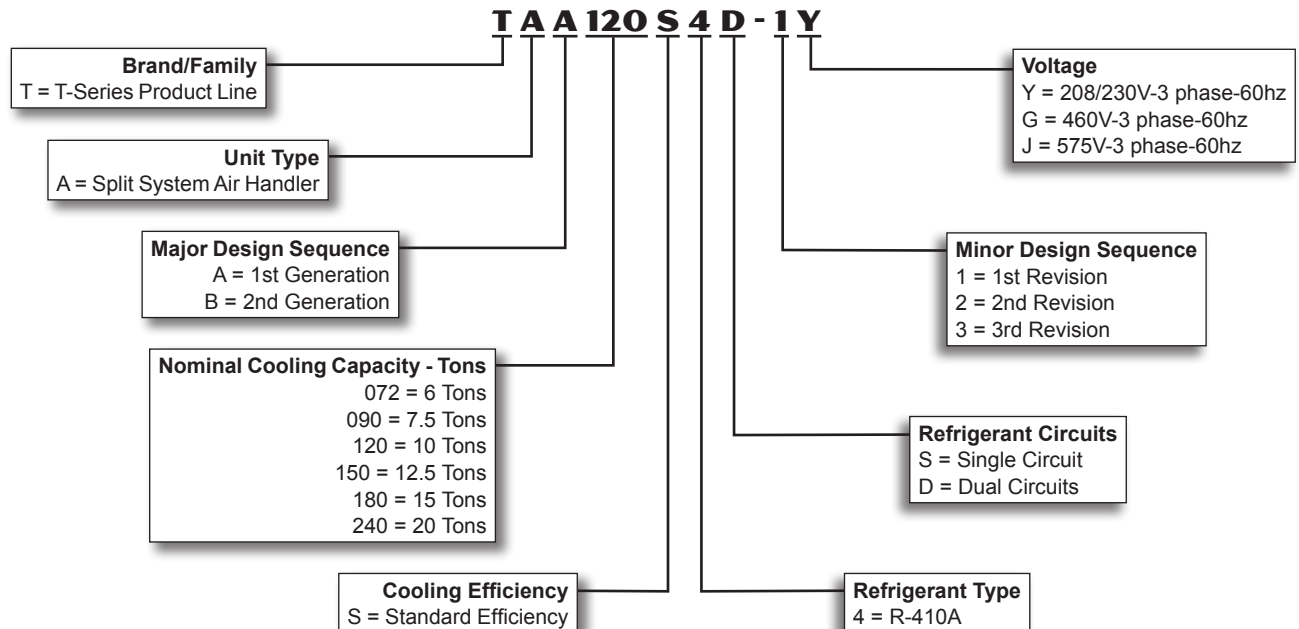 TAA120S4D-1Y
Brand/Family
T = T-Series Product Line
Unit Type
A = Split System Air Handler
Major Design Sequence
A = 1st Generation
B = 2nd Generation
Nominal Cooling Capacity - Tons
072 = 6 Tons
090 = 7.5 Tons
120 = 10 Tons
150 = 12.5 Tons
180 = 15 Tons
240 = 20 Tons
Cooling Efficiency
S = Standard Efficiency
Voltage
Y = 208/230V-3 phase-60hz
G = 460V-3 phase-60hz
J = 575V-3 phase-60hz
Minor Design Sequence
1 = 1st Revision
2 = 2nd Revision
3 = 3rd Revision
Refrigerant Circuits
S = Single Circuit
D = Dual Circuits
Refrigerant Type
4 = R-410A